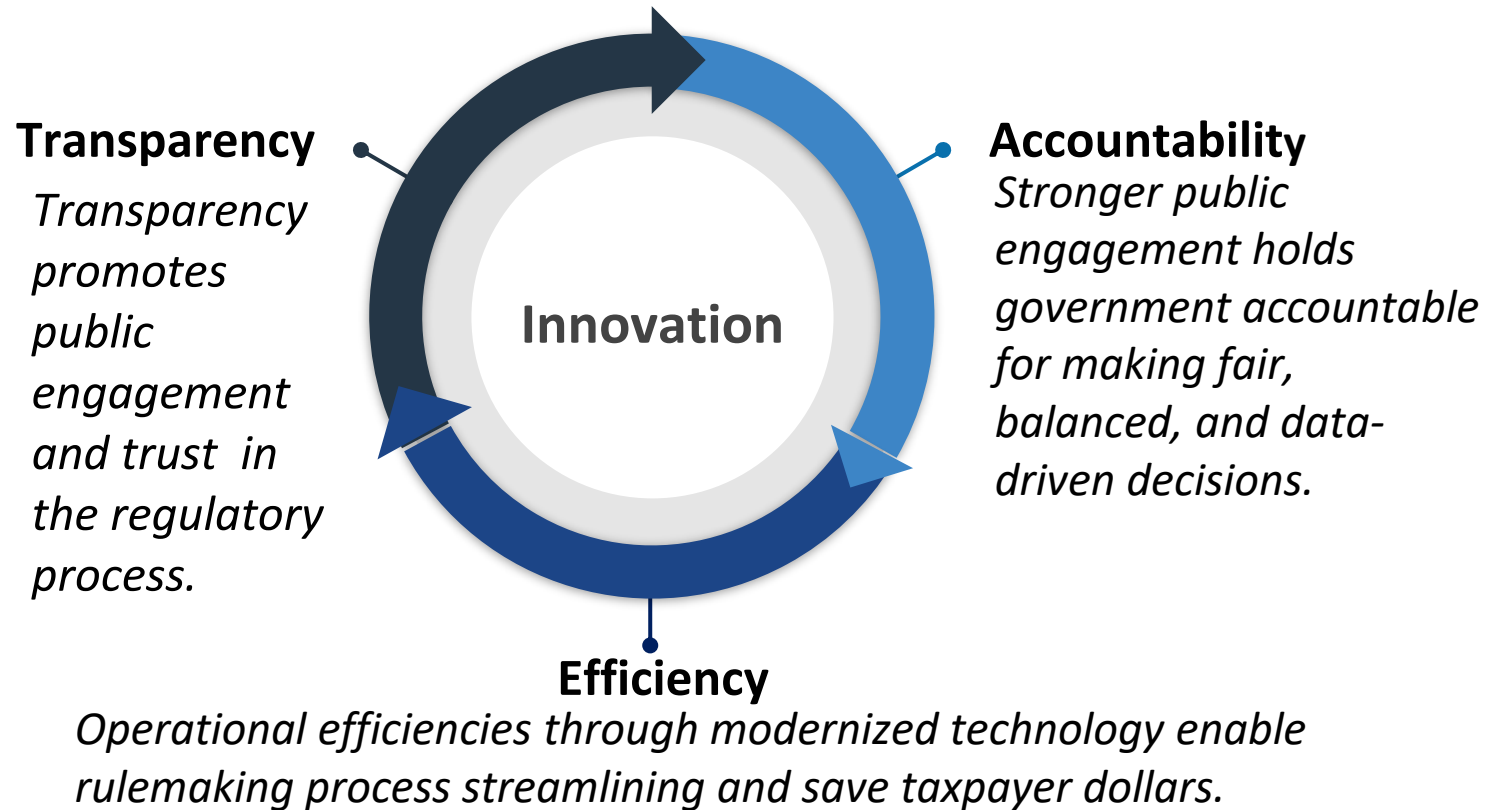 Transparency
Transparency
promotes
public
engagement
and trust  in
the regulatory
process.
Innovation
Accountability
Stronger public
engagement holds
government accountable
for making fair,
balanced, and data-
driven decisions.
Efficiency
Operational efficiencies through modernized technology enable
rulemaking process streamlining and save taxpayer dollars.